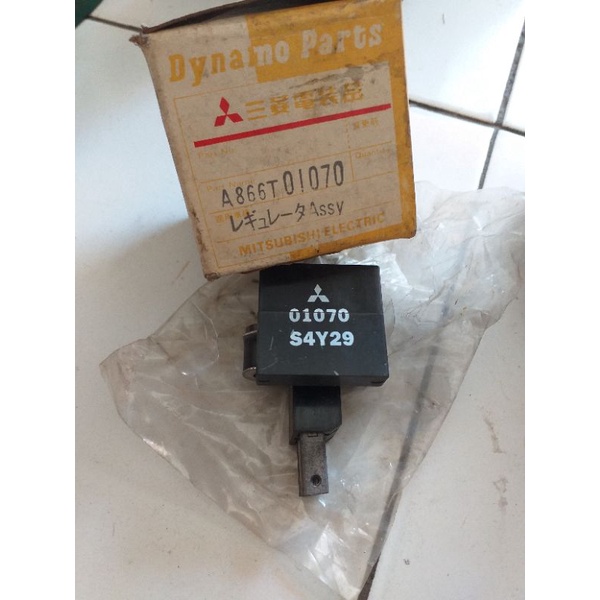 Dynamo Parts
三菱電装品
A866T01070
レギュレータAssy
MITSUBISHI ELECTRIC
01070
S4Y29